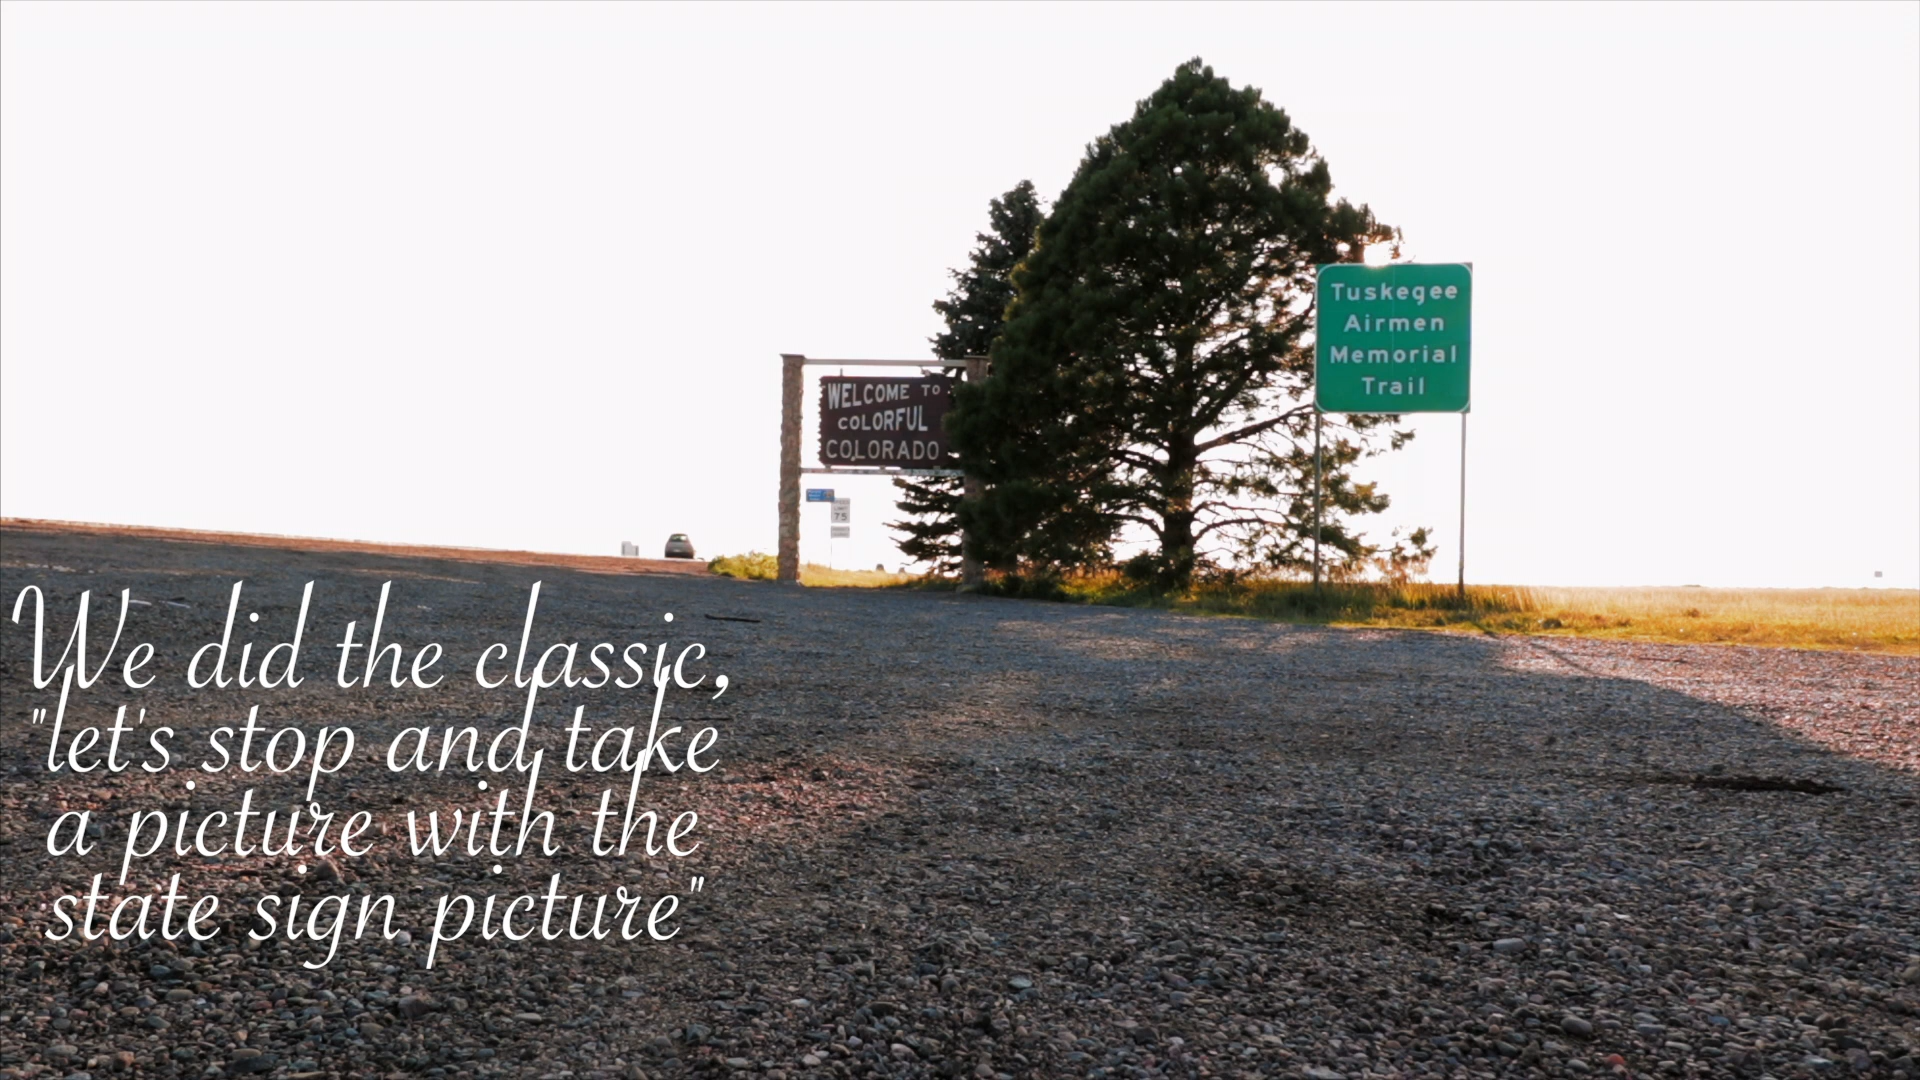 WELCOME TO
COLORFUL
COLORADO
75
Tuskegee
Airmen
Memorial
Trail
We did the classic,
"let's stop and take
a picture with the
state sign picture"